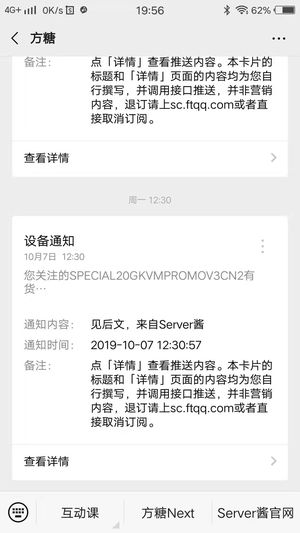 4G+ 0K/s 19:56 62%
方糖
备注: 点「详情」查看推送内容。本卡片的
标题和「详情」页面的内容均为您自
行撰写，并调用接口推送，并非营销
内容，退订请上sc.ftqq.com或者直
接取消订阅。
查看详情
周一 12:30
设备通知
10月7日 12:30
您关注的SPECIAL20GKVMPROMOV3CN2有
货…
通知内容: 见后文，来自Server酱
通知时间: 2019-10-07 12:30:57
备注: 点「详情」查看推送内容。本卡片的
标题和「详情」页面的内容均为您自
行撰写，并调用接口推送，并非营销
内容，退订请上sc.ftqq.com或者直
接取消订阅。
查看详情
互动课 方糖Next Server酱官网